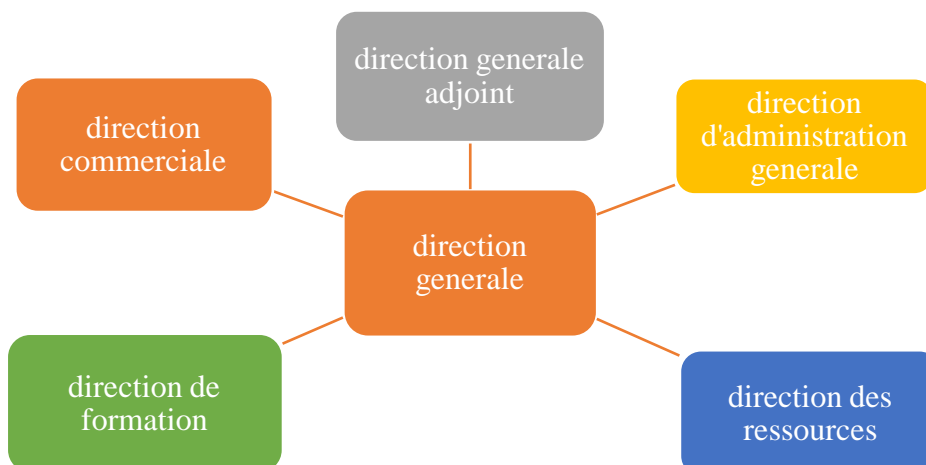 direction generale
adjoint
direction
commerciale
direction
d'administration
generale
direction
generale
direction de
formation
direction des
ressources